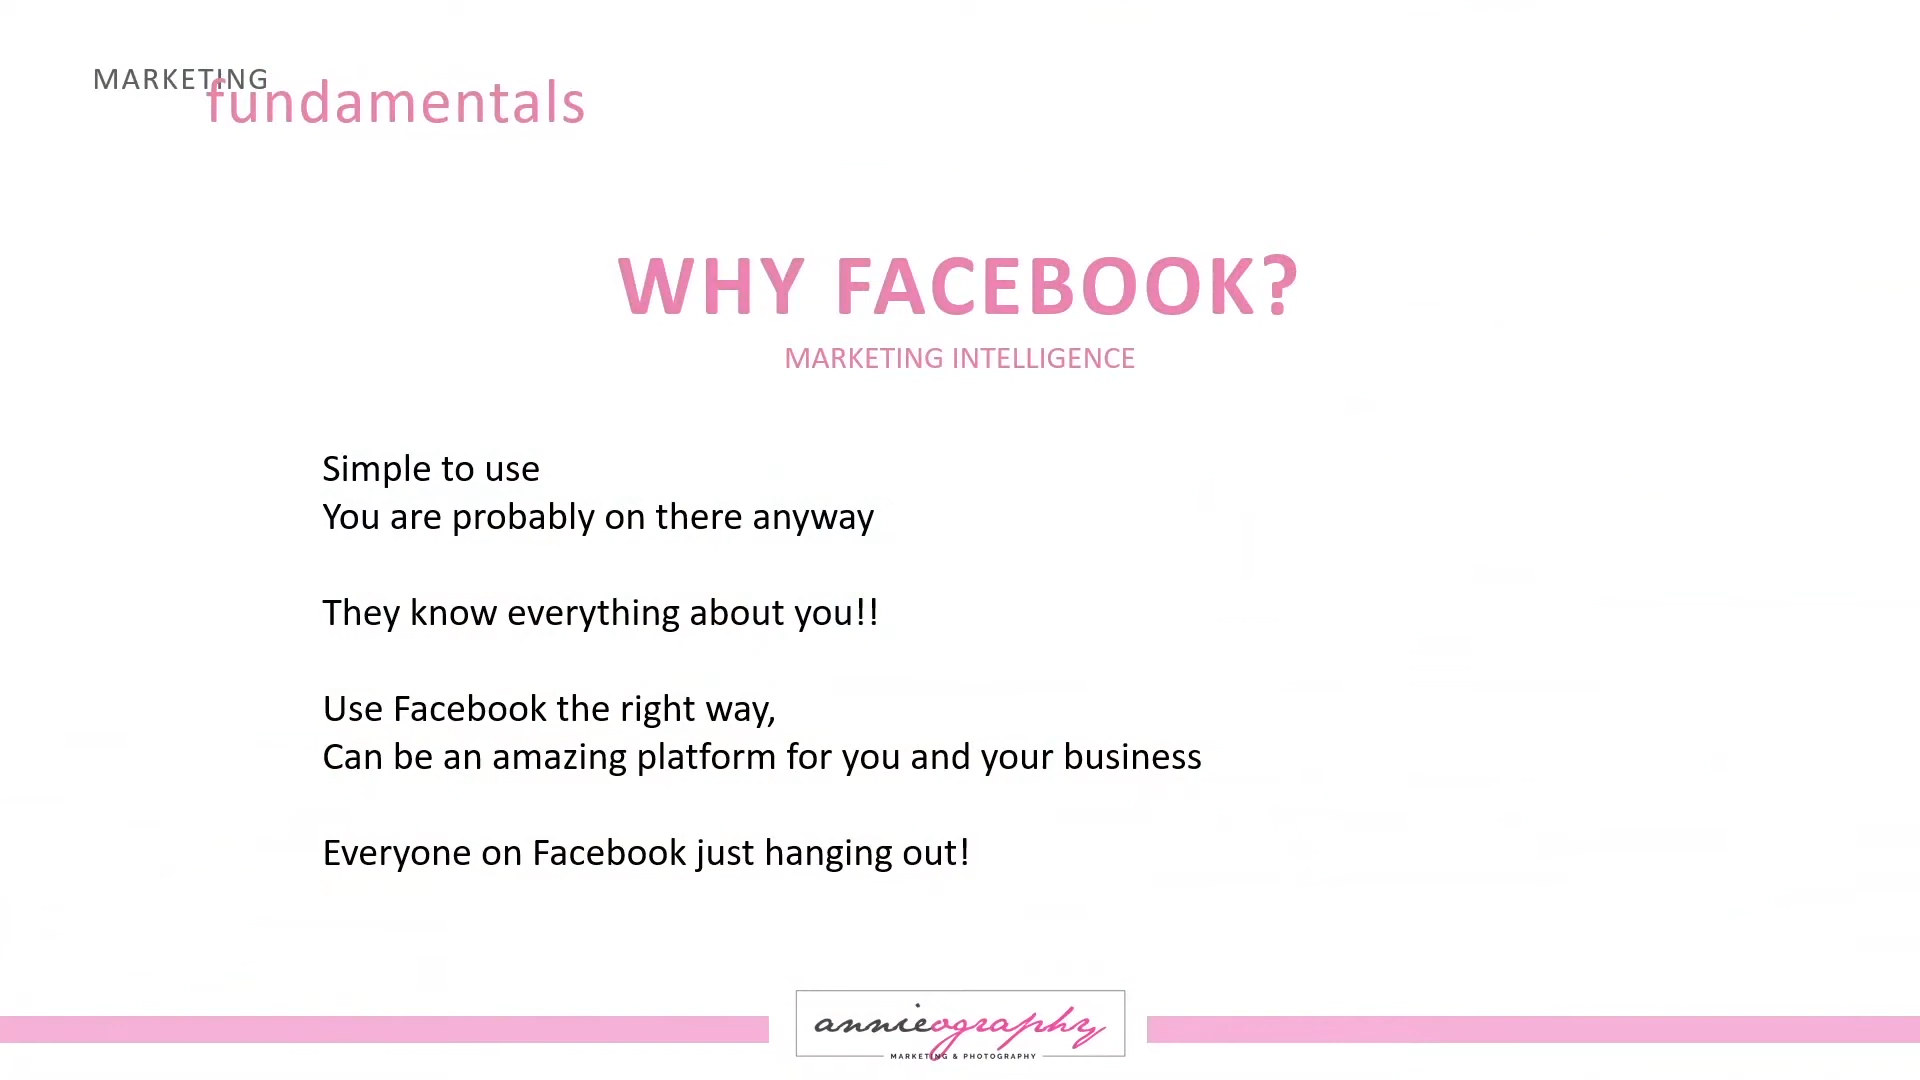 MARKETING
fundamentals
WHY FACEBOOK?
MARKETING INTELLIGENCE
Simple to use
You are probably on there anyway
They know everything about you!!
Use Facebook the right way,
Can be an amazing platform for you and your business
Everyone on Facebook just hanging out!
annieography
MARKETING & PHOTOGRAPHY